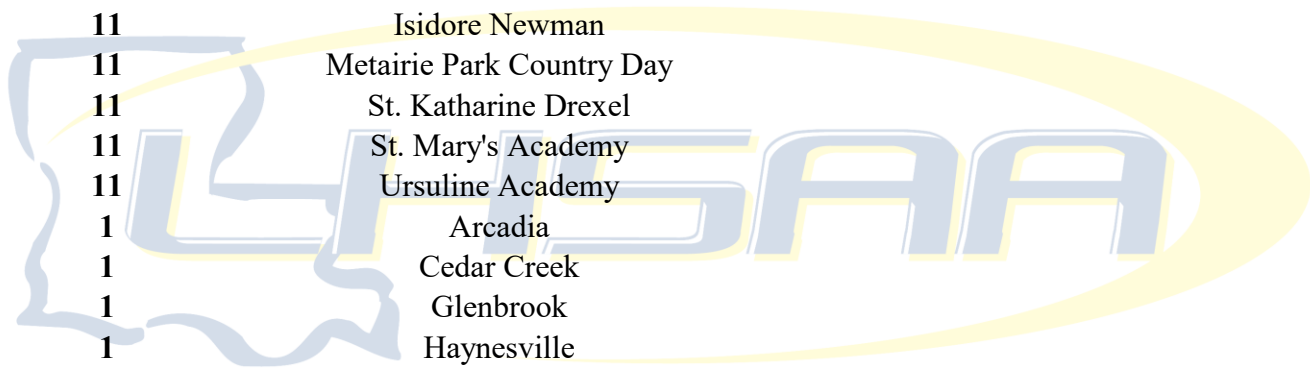 11 Isidore Newman
11 Metairie Park Country Day
11 St. Katharine Drexel
11 St. Mary's Academy
11 Ursuline Academy
1 Arcadia
1 Cedar Creek
1 Glenbrook
1 Haynesville
LHSAA